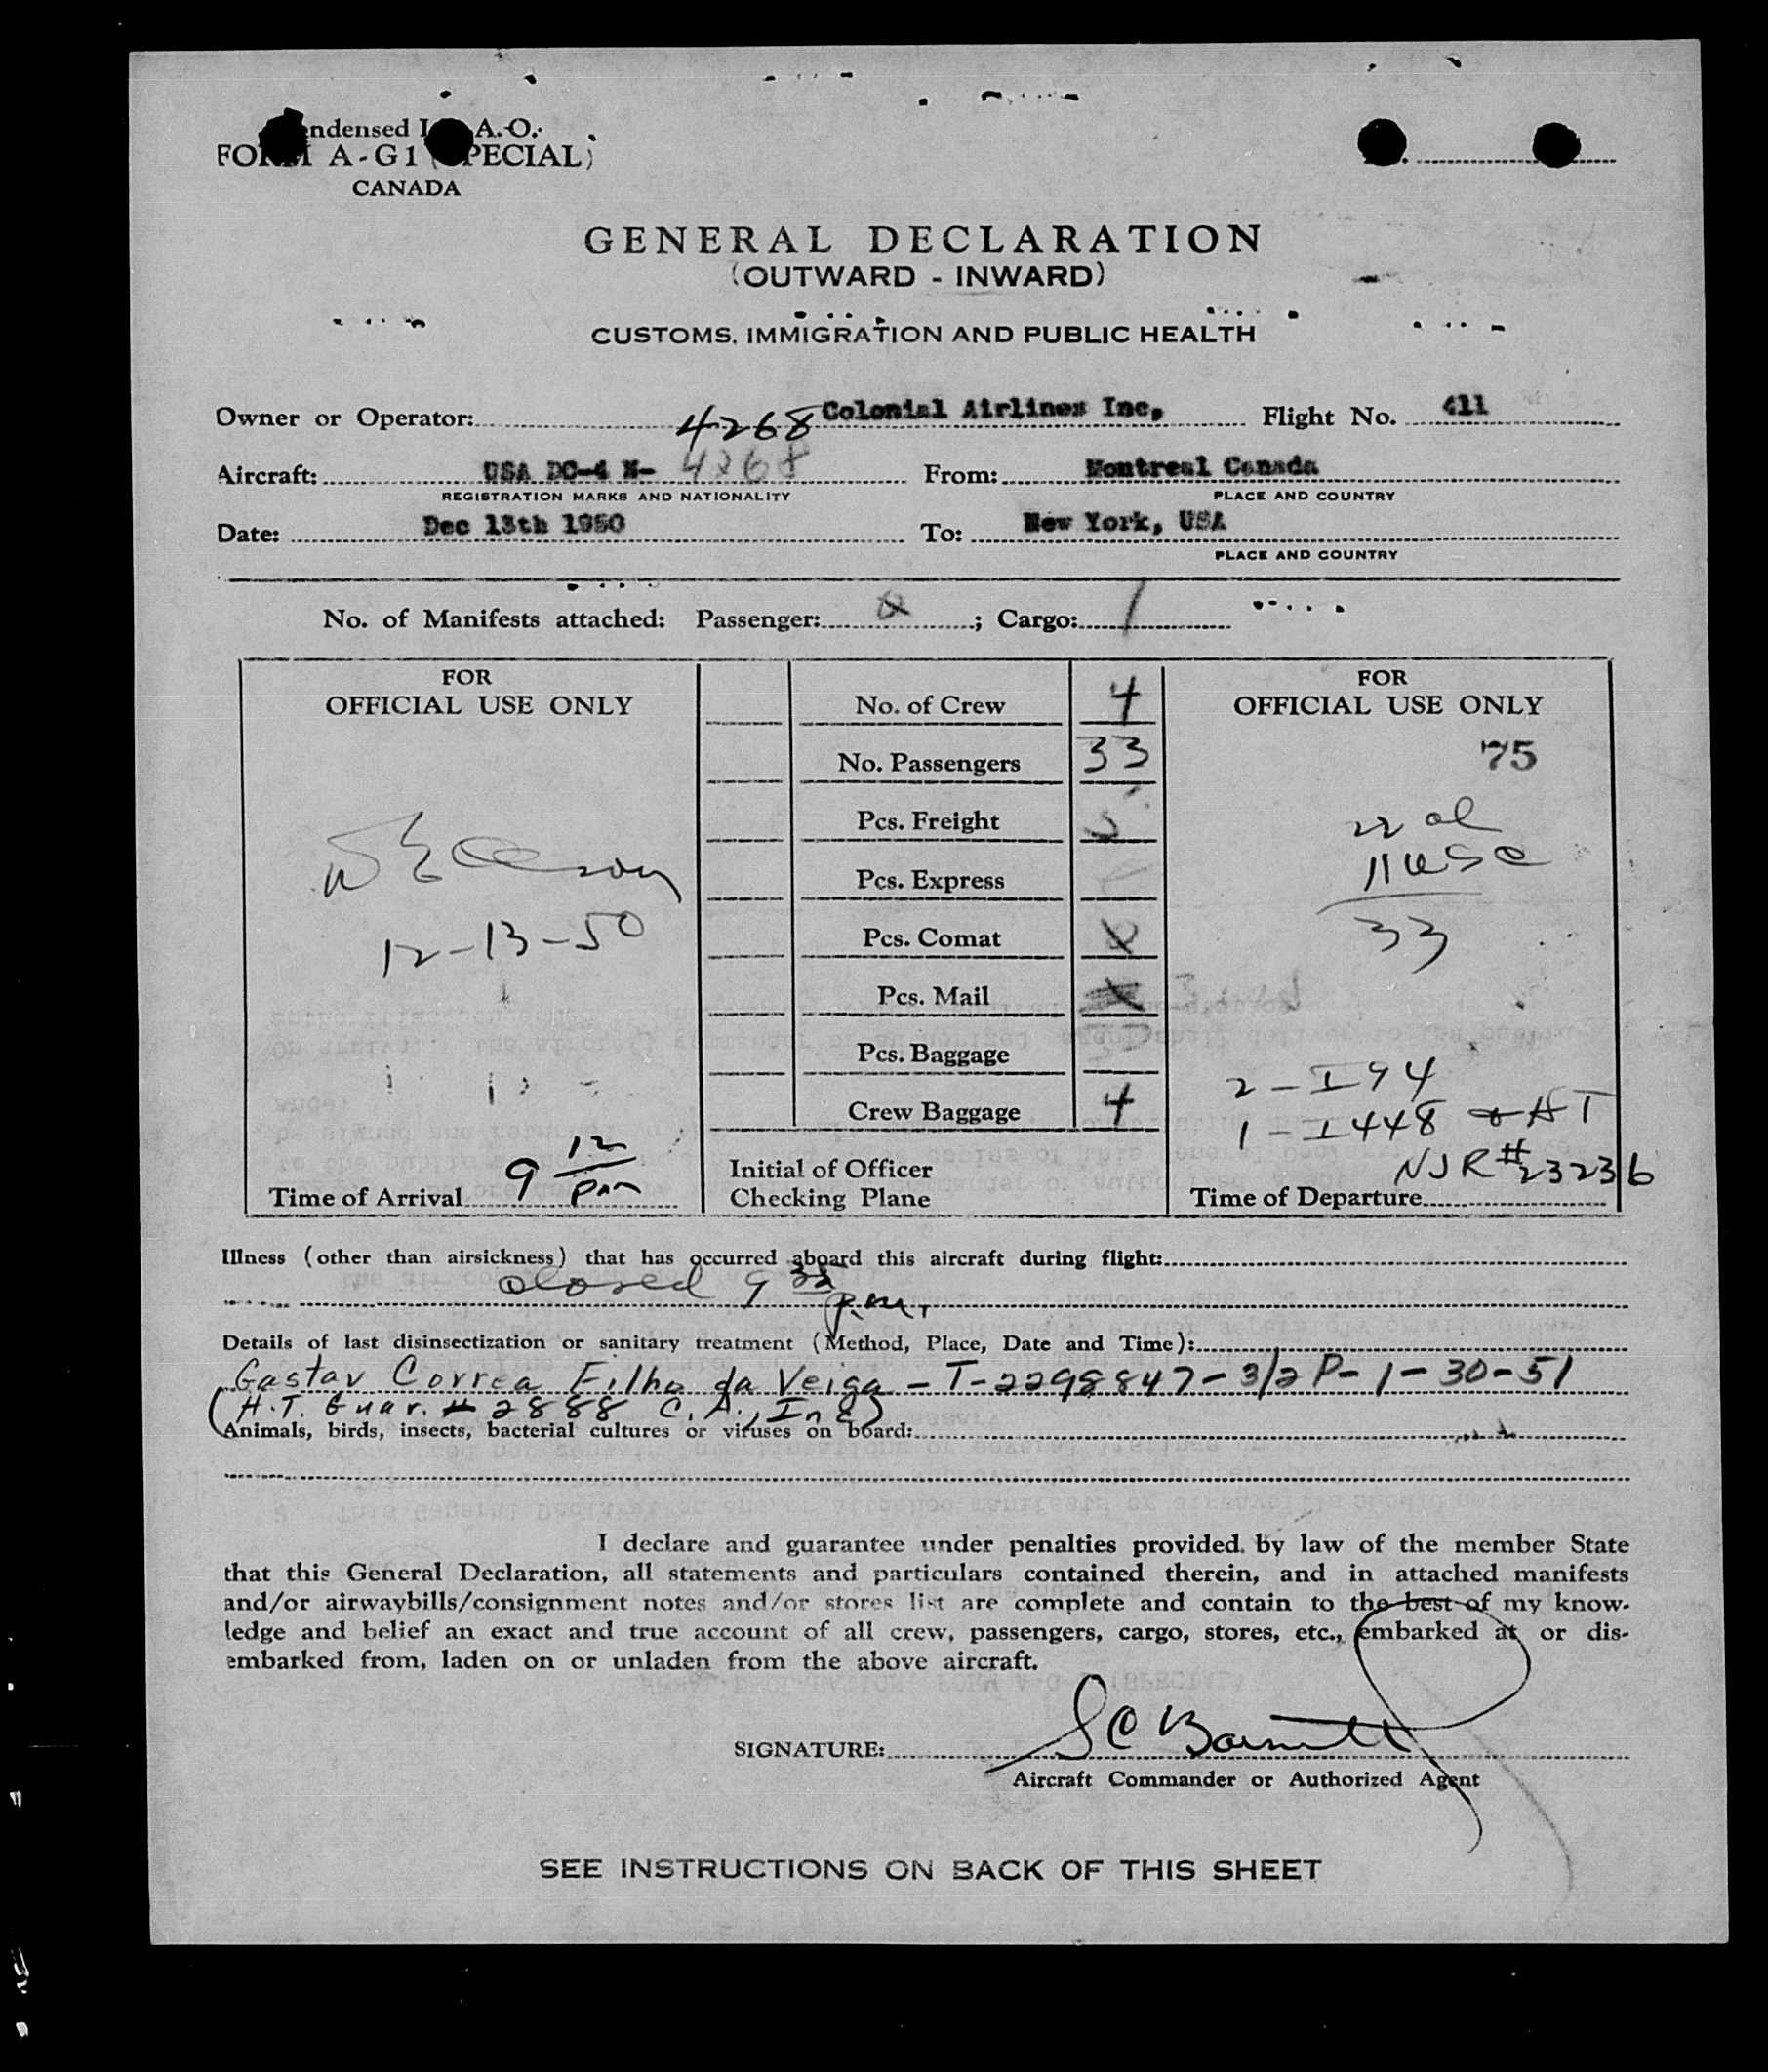 Condensed I.C.A.O.
FORM A-G1 (SPECIAL)
CANADA
GENERAL DECLARATION
(OUTWARD - INWARD)
CUSTOMS, IMMIGRATION AND PUBLIC HEALTH
Owner or Operator: 4268 Colonial Airlines Inc, Flight No. 411
Aircraft: USA DC-4 N- 4268 From: Montreal Canada
REGISTRATION MARKS AND NATIONALITY PLACE AND COUNTRY
Date: Dec 13th 1950 To: New York, USA
PLACE AND COUNTRY
No. of Manifests attached: Passenger: ; Cargo: 1
FOR
OFFICIAL USE ONLY
12-13-50
Time of Arrival 9 12 pm
No. of Crew 4
No. Passengers 33
Pcs. Freight
Pcs. Express
Pcs. Comat
Pcs. Mail
Pcs. Baggage
Crew Baggage 4
Initial of Officer
Checking Plane
FOR
OFFICIAL USE ONLY
75
22 al
11 USC
33
2 - I94
1 - I448 HT
NJR #23236
Time of Departure
Illness (other than airsickness) that has occurred aboard this aircraft during flight:
closed 9 35 p.m.
Details of last disinsectization or sanitary treatment (Method, Place, Date and Time):
Gastav Correa Filho da Veiga - T-2298847-3/2 P-1-30-51
(H.T. Guar. # 2888 C.A., Inc)
Animals, birds, insects, bacterial cultures or viruses on board:
I declare and guarantee under penalties provided by law of the member State
that this General Declaration, all statements and particulars contained therein, and in attached manifests
and/or airwaybills/consignment notes and/or stores list are complete and contain to the best of my know-
ledge and belief an exact and true account of all crew, passengers, cargo, stores, etc., embarked at or dis-
embarked from, laden on or unladen from the above aircraft.
SIGNATURE: S C Barnett
Aircraft Commander or Authorized Agent
SEE INSTRUCTIONS ON BACK OF THIS SHEET